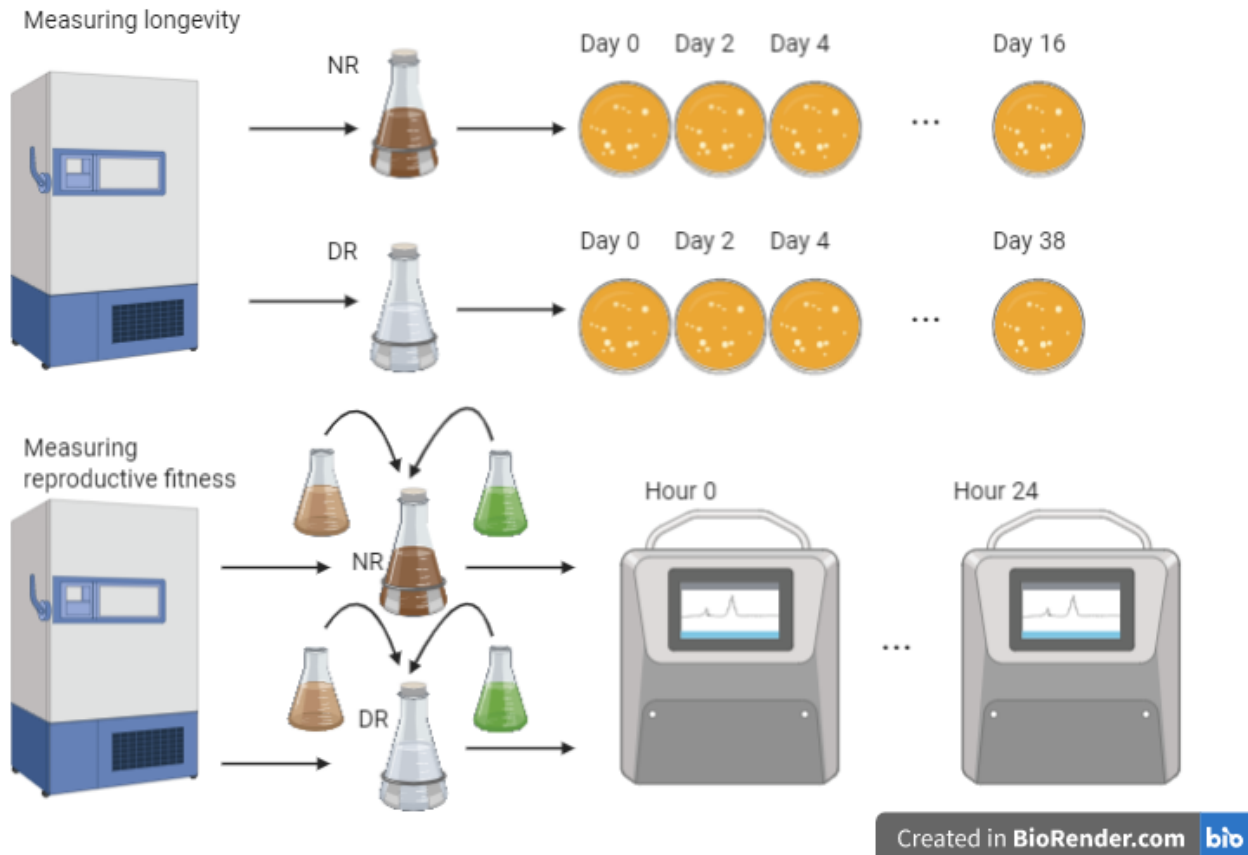 Measuring longevity
NR
Day 0
Day 2
Day 4
...
Day 16
DR
Day 0
Day 2
Day 4
...
Day 38
Measuring
reproductive fitness
NR
DR
Hour 0
...
Hour 24
Created in BioRender.com bio